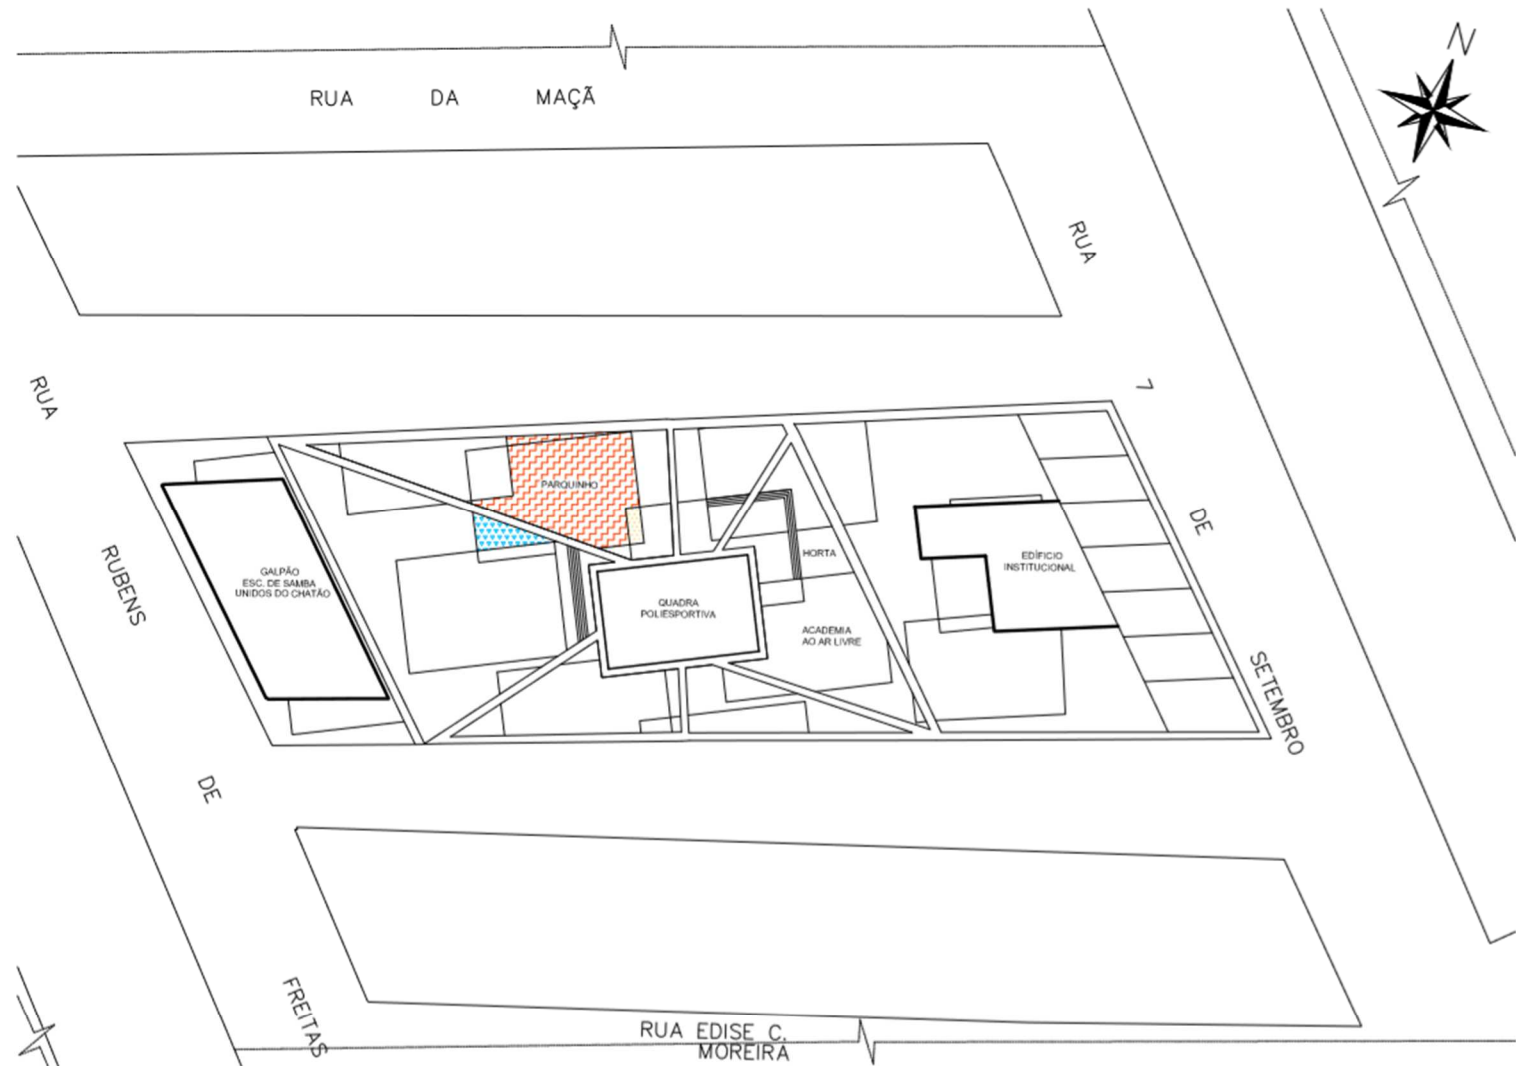 N
RUA DA MAÇÃ
RUA
7
DE
SETEMBRO
RUA
RUBENS
DE
FREITAS
PARQUINHO
GALPÃO
ESC. DE SAMBA
UNIDOS DO CHATÃO
QUADRA
POLIESPORTIVA
HORTA
ACADEMIA
AO AR LIVRE
EDÍFICIO
INSTITUCIONAL
RUA EDISE C.
MOREIRA